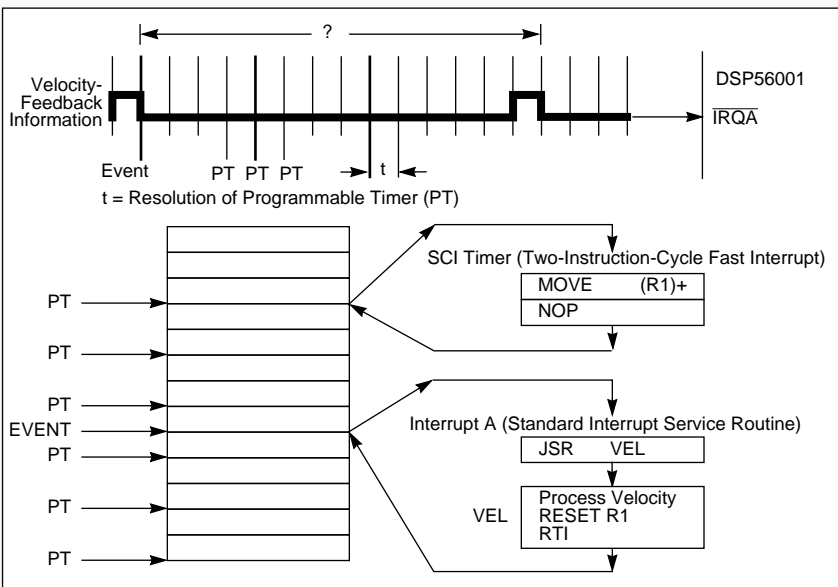 ?
Velocity-
Feedback
Information
DSP56001
IRQA
Event
PT PT PT
t
t = Resolution of Programmable Timer (PT)
SCI Timer (Two-Instruction-Cycle Fast Interrupt)
MOVE (R1)+
NOP
PT
PT
PT
EVENT
PT
PT
PT
Interrupt A (Standard Interrupt Service Routine)
JSR VEL
VEL
Process Velocity
RESET R1
RTI